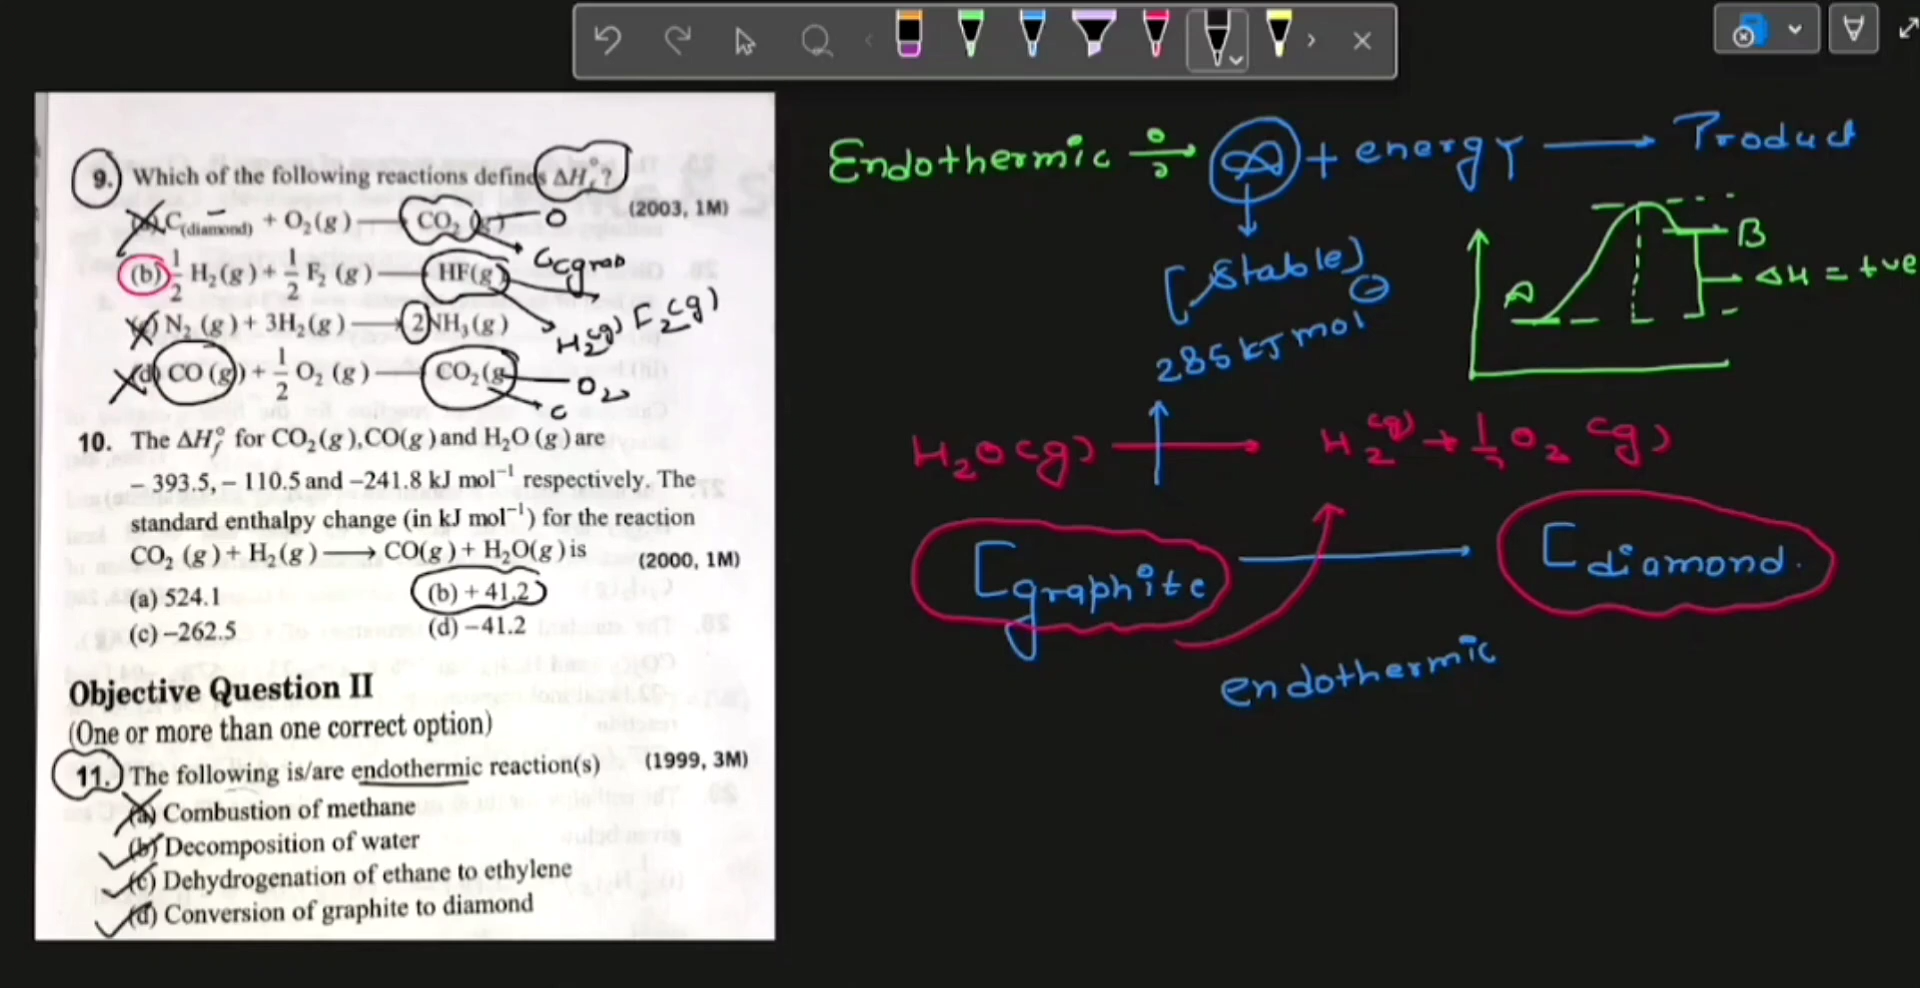 9. Which of the following reactions defines ΔH°f?
(2003, 1M)
(a) C(diamond) + O₂(g) ⟶ CO₂ (g)
O
C(grap
(b) 1/2 H₂(g) + 1/2 F₂ (g) ⟶ HF(g)
H₂(g) F₂(g)
(c) N₂ (g) + 3H₂(g) ⟶ 2NH₃(g)
(d) CO (g) + 1/2 O₂ (g) ⟶ CO₂(g
O₂
C
10. The ΔH°f for CO₂(g), CO(g) and H₂O (g) are
– 393.5, – 110.5 and –241.8 kJ mol⁻¹ respectively. The
standard enthalpy change (in kJ mol⁻¹) for the reaction
CO₂ (g) + H₂(g) ⟶ CO(g) + H₂O(g) is
(2000, 1M)
(a) 524.1
(b) + 41.2
(c) –262.5
(d) –41.2
Objective Question II
(One or more than one correct option)
11. The following is/are endothermic reaction(s)
(1999, 3M)
(a) Combustion of methane
(b) Decomposition of water
(c) Dehydrogenation of ethane to ethylene
(d) Conversion of graphite to diamond
Endothermic
+ energy ⟶ Product
[stable)
A
B
ΔH = +ve
285 kJ mol
H₂O(g) ⟶ H₂(g) + 1/2 O₂ (g)
Cgraphite ⟶ Cdiamond.
endothermic